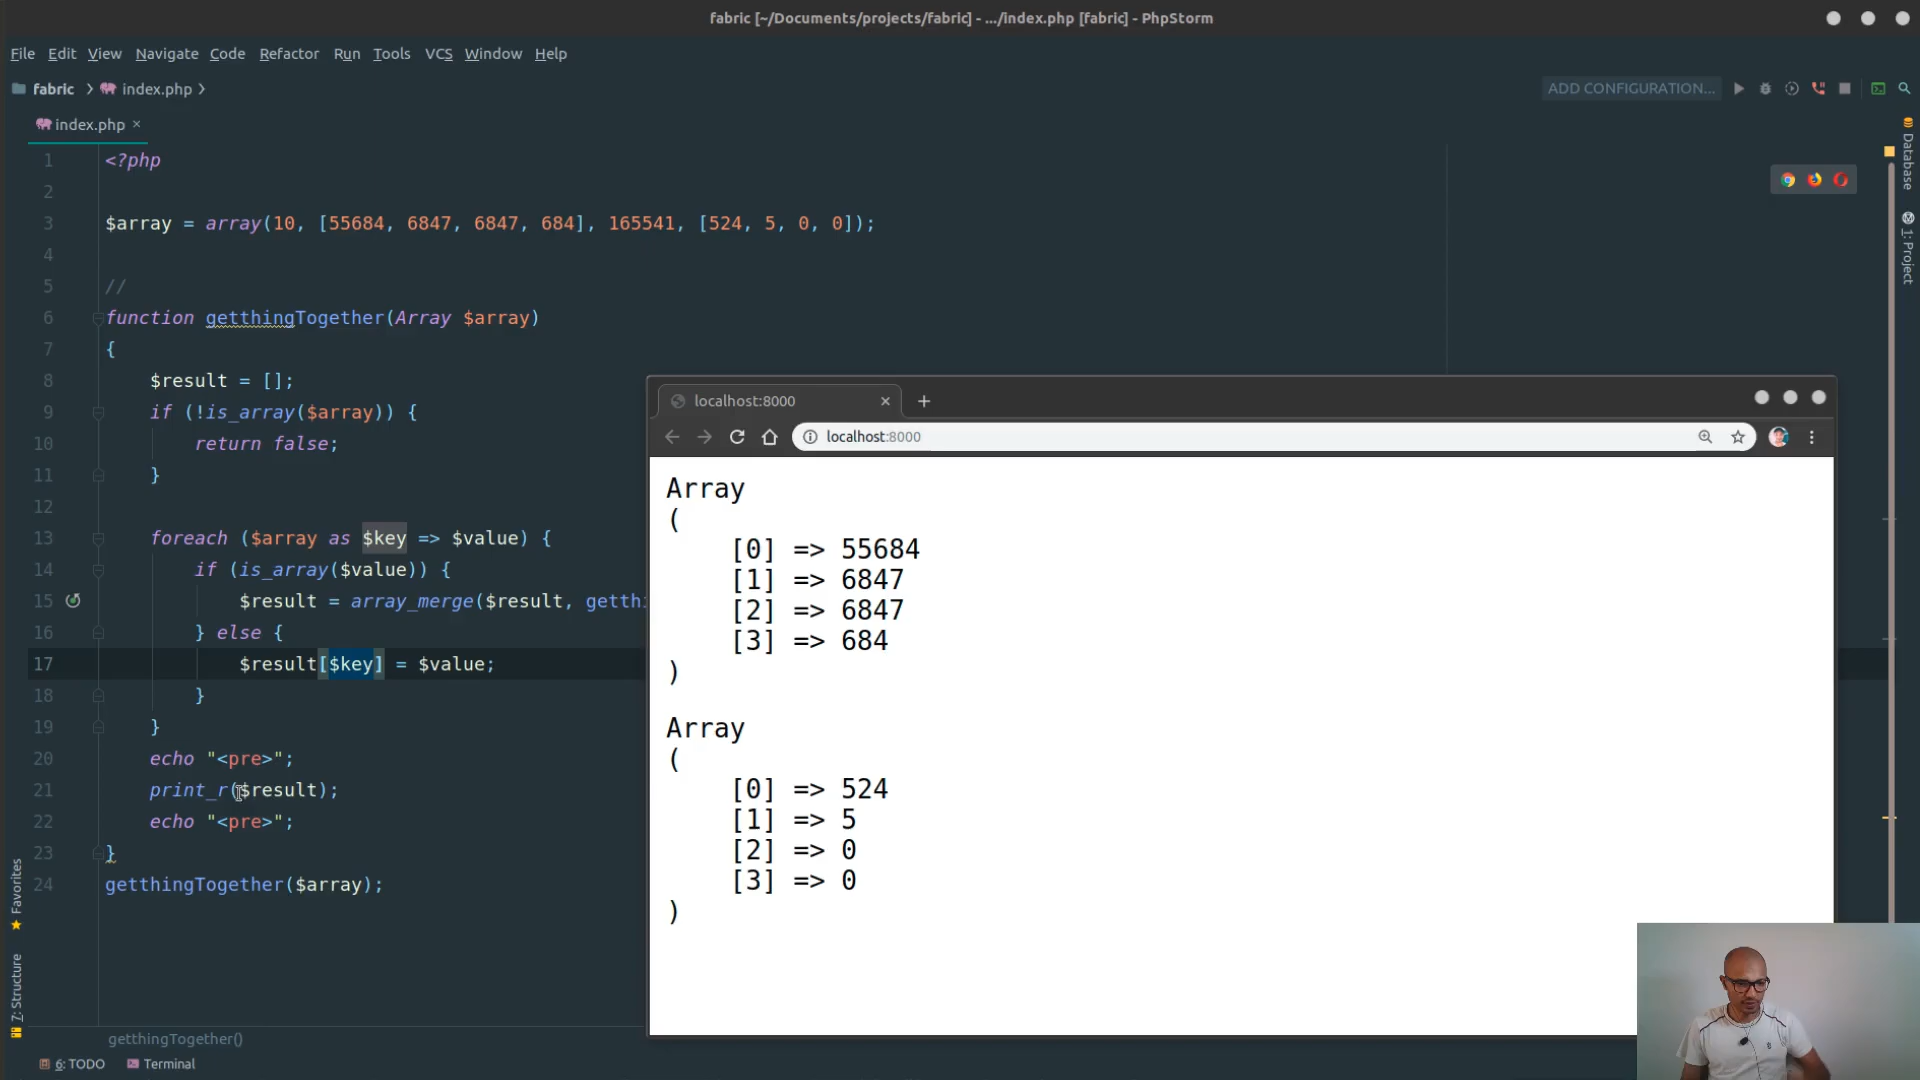 fabric [~/Documents/projects/fabric] - .../index.php [fabric] - PhpStorm
File Edit View Navigate Code Refactor Run Tools VCS Window Help
fabric index.php ADD CONFIGURATION...
index.php
1 <?php
2
3 $array = array(10, [55684, 6847, 6847, 684], 165541, [524, 5, 0, 0]);
4
5 //
6 function getthingTogether(Array $array)
7 {
8 $result = [];
9 if (!is_array($array)) {
10 return false;
11 }
12
13 foreach ($array as $key => $value) {
14 if (is_array($value)) {
15 $result = array_merge($result, getthi
16 } else {
17 $result[$key] = $value;
18 }
19 }
20 echo "<pre>";
21 print_r($result);
22 echo "<pre>";
23 }
24 getthingTogether($array);
getthingTogether()
6: TODO Terminal
Favorites
7: Structure
Database
1: Project
localhost:8000
localhost:8000
Array
(
[0] => 55684
[1] => 6847
[2] => 6847
[3] => 684
)
Array
(
[0] => 524
[1] => 5
[2] => 0
[3] => 0
)